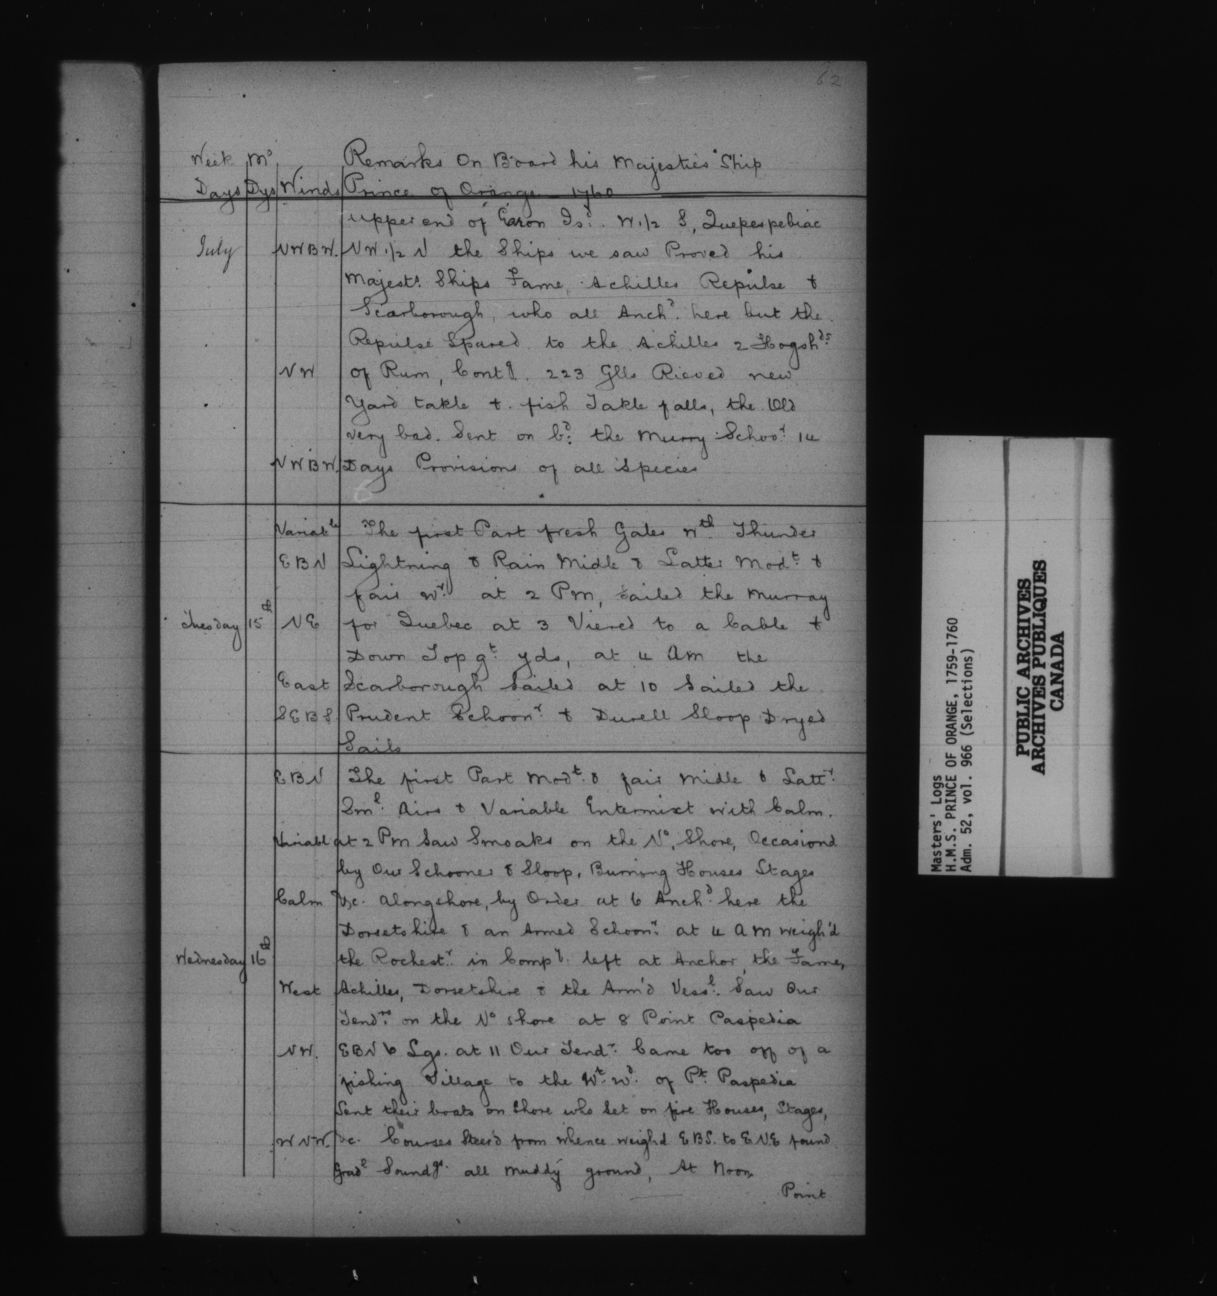 62
Week Ms Remarks On Board his Majesties Ship
Days Dys Winds Prince of Orange 1760
upper end of Earon Isd. W.1/2 S, Quepespebiac
July NWBW. NW.1/2 N the Ships we saw Proved his
Majests. Ships Fame, Achilles Repulse &
Scarborough, who all Anchd. here but the
Repulse Spared to the Achilles 2 Hogshds.
NW of Rum, Contg. 223 Glls Rieved new
Yard takle & fish Takle falls, the Old
very bad. Sent on bd. the Murry Schoor. 14
NWBW. Days Provisions of all Species
Variable The first Part fresh Gales wth. Thunder
EBN Lightning & Rain Midle & Latter Modt. &
fair wr. at 2 PM, sailed the Murray
Tuesday 15th NE for Quebec at 3 Viered to a Cable &
Down Top gt. yds, at 4 AM the
East Scarborough Sailed at 10 Sailed the
SEBS Prudent Schoonr. & Durell Sloop Dryed
Sails
EBN The first Part Modt. & fair Midle & Lattr.
Sml. Airs & Variable Entermixt with Calm.
Variabl at 2 PM Saw Smoaks on the No. Shore, Occasiond
by Our Schooner & Sloop, Burning Houses Stages
Calm &c. alongshore, by Order at 6 Anchd. here the
Dorsetshire & an Armed Schoonr. at 4 AM weigh'd
Wednesday 16th the Rochestr. in Compy. left at Anchor, the Fame,
West Achilles, Dorsetshire & the Arm'd Vessl. Saw Our
Tendrs. on the No shore at 8 Point Paspedia
NW. EBN 6 Lgs. at 11 Our Tendr. Came too off of a
fishing Village to the Wt.wd. of Pt. Paspedia
Sent their boats on Shore who Set on fire Houses, Stages,
WNW. &c. Courses Steer'd from whence weighd EBS. to ENE found
Gradl Soundgs. all muddy ground, At Noon
Point
Masters' Logs
H.M.S. PRINCE OF ORANGE, 1759-1760
Adm. 52, vol. 966 (Selections)
PUBLIC ARCHIVES
ARCHIVES PUBLIQUES
CANADA